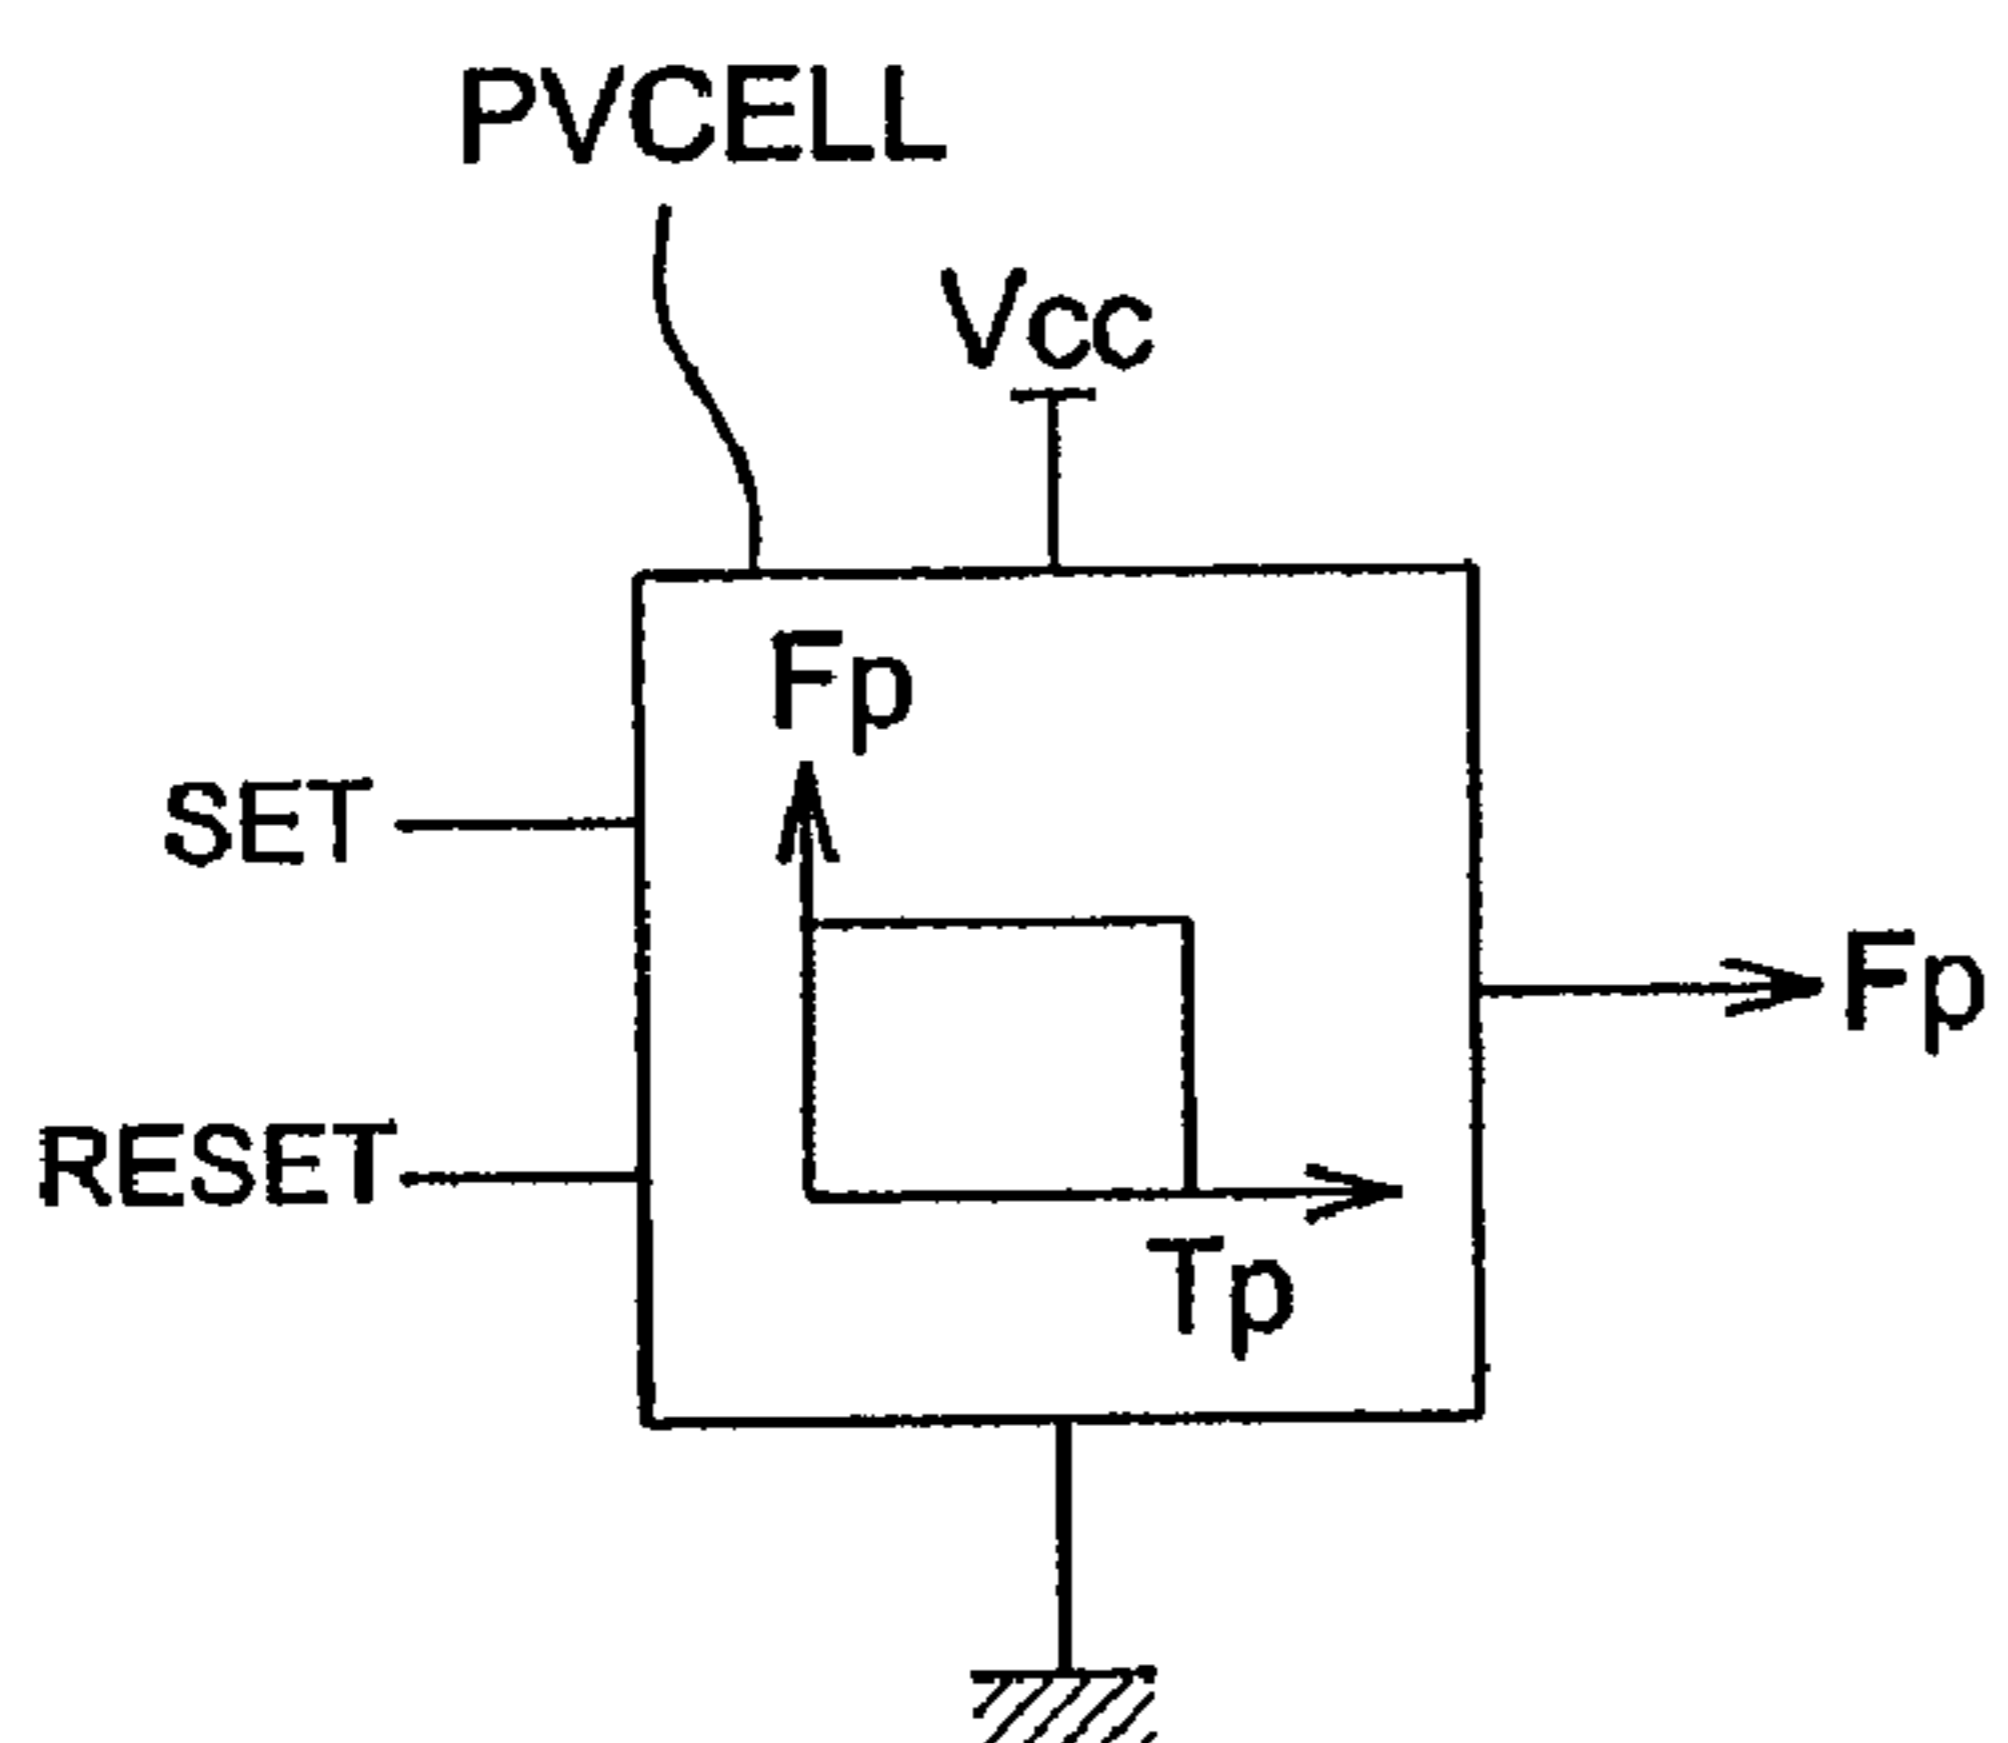 PVCELL
Vcc
Fp
SET
Fp
RESET
Tp